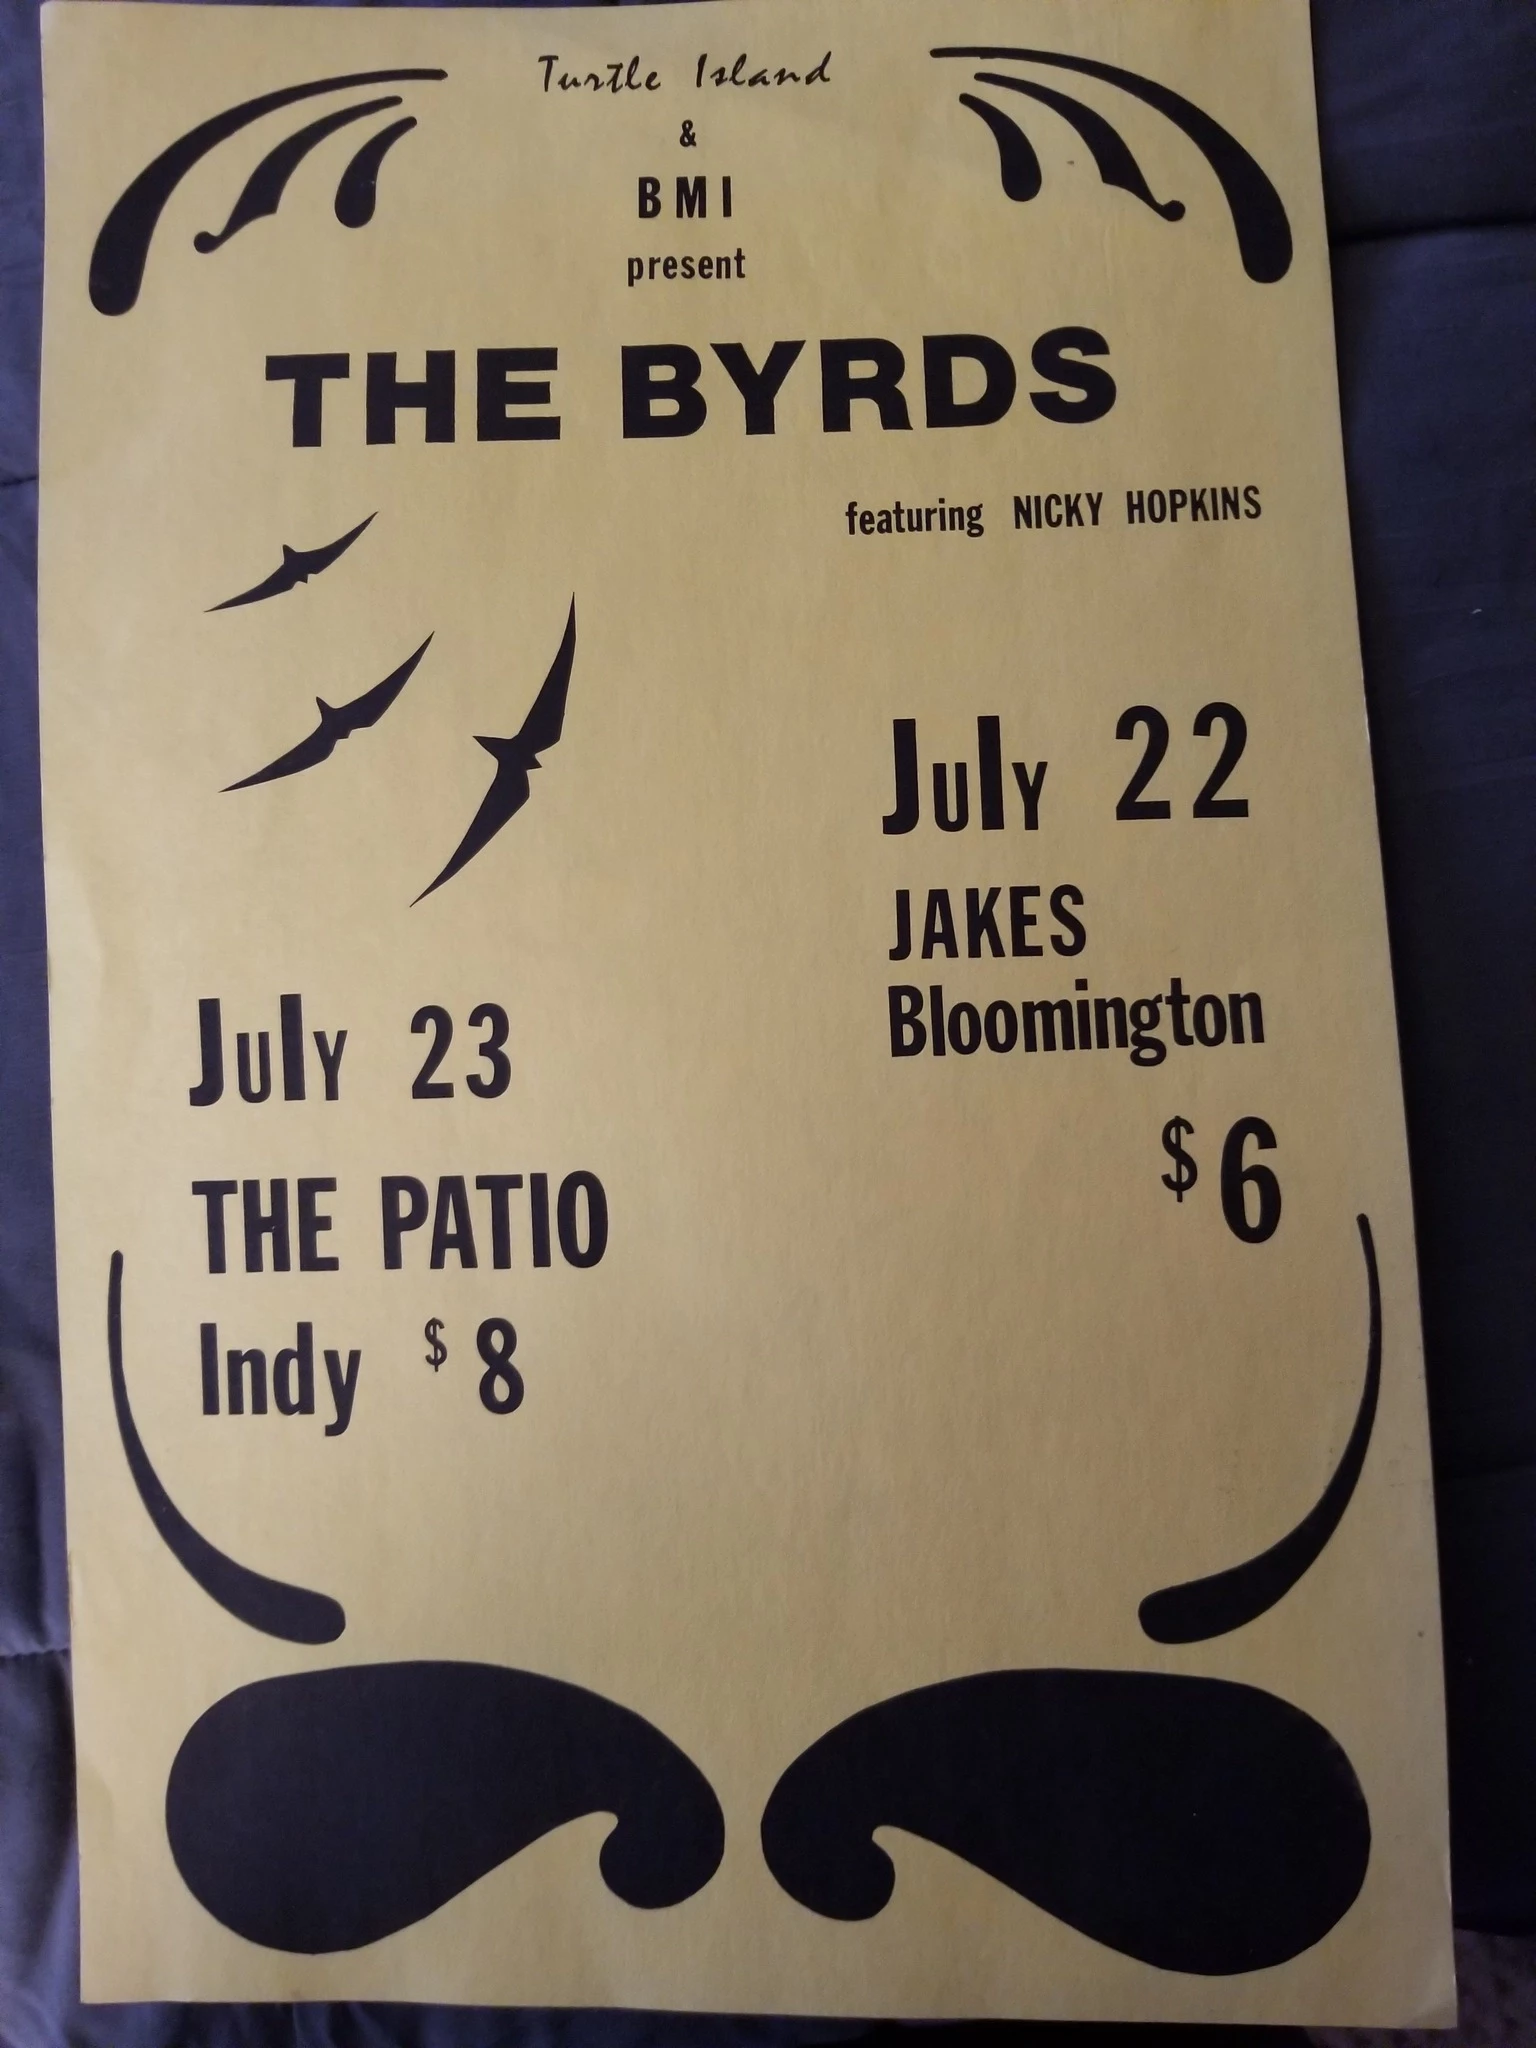 Turtle Island
&
BMI
present
THE BYRDS
featuring NICKY HOPKINS
July 22
JAKES
Bloomington
$6
July 23
THE PATIO
Indy $8